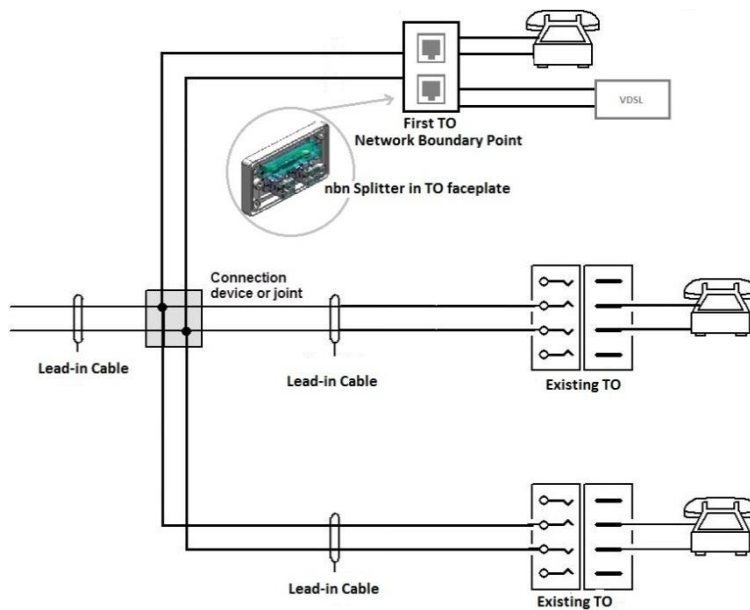 VDSL
First TO
Network Boundary Point
nbn Splitter in TO faceplate
Connection
device or joint
Lead-in Cable
Lead-in Cable
Existing TO
Lead-in Cable
Existing TO